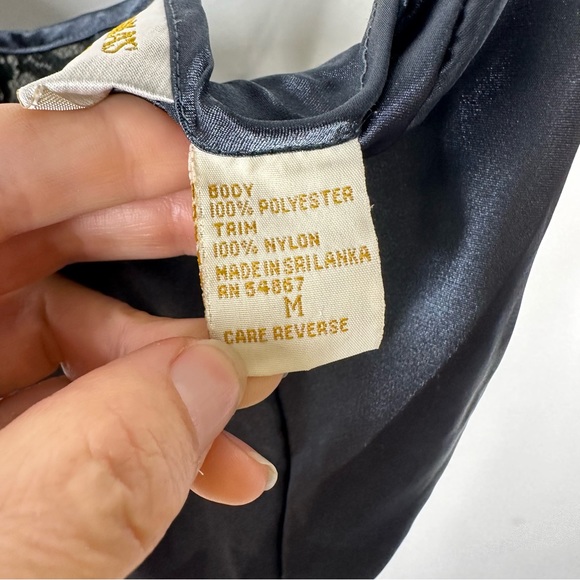 BODY
100% POLYESTER
TRIM
100% NYLON
MADE IN SRI LANKA
RN 54867
M
CARE REVERSE